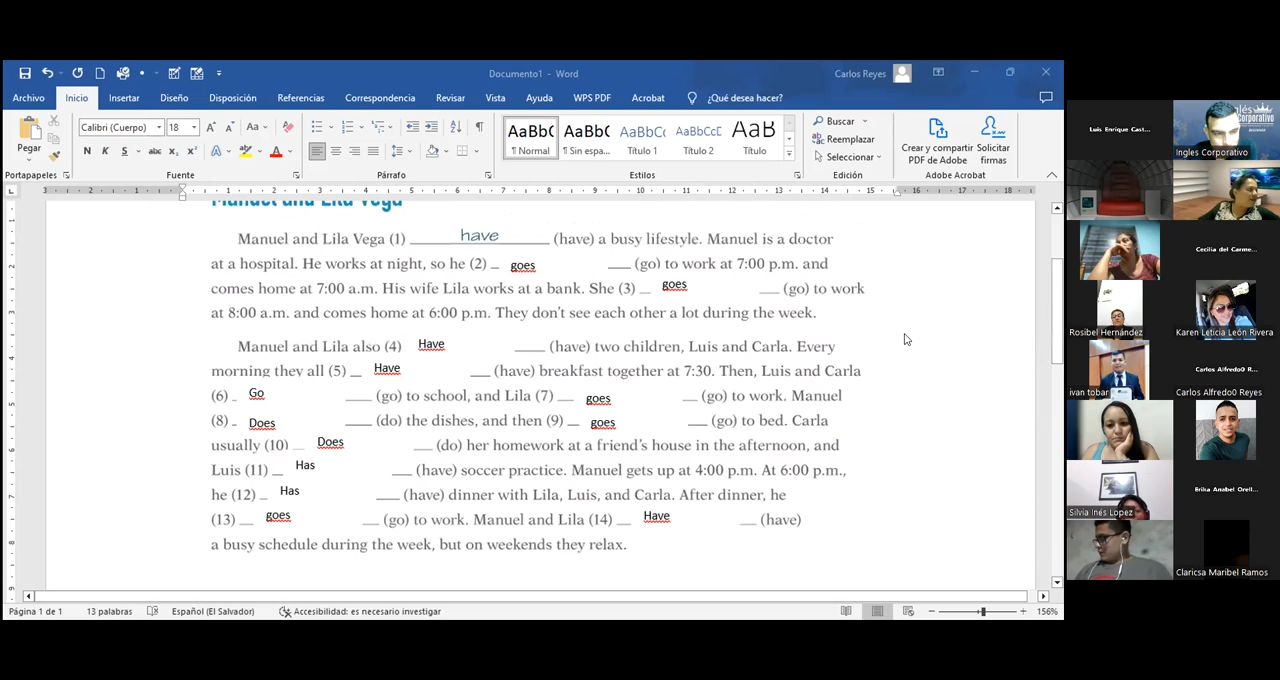 Documento1 - Word
Carlos Reyes
Archivo Inicio Insertar Diseño Disposición Referencias Correspondencia Revisar Vista Ayuda WPS PDF Acrobat ¿Qué desea hacer?
Pegar
Calibri (Cuerpo) 18
AaBbC AaBbC AaBbCc AaBbCcD AaB
¶ Normal ¶ Sin espa... Título 1 Título 2 Título
Buscar
Reemplazar
Seleccionar
Crear y compartir PDF de Adobe
Solicitar firmas
Portapapeles Fuente Párrafo Estilos Edición Adobe Acrobat
Manuel and Lila Vega
Manuel and Lila Vega (1) have (have) a busy lifestyle. Manuel is a doctor
at a hospital. He works at night, so he (2) goes (go) to work at 7:00 p.m. and
comes home at 7:00 a.m. His wife Lila works at a bank. She (3) goes (go) to work
at 8:00 a.m. and comes home at 6:00 p.m. They don't see each other a lot during the week.
Manuel and Lila also (4) Have (have) two children, Luis and Carla. Every
morning they all (5) Have (have) breakfast together at 7:30. Then, Luis and Carla
(6) Go (go) to school, and Lila (7) goes (go) to work. Manuel
(8) Does (do) the dishes, and then (9) goes (go) to bed. Carla
usually (10) Does (do) her homework at a friend's house in the afternoon, and
Luis (11) Has (have) soccer practice. Manuel gets up at 4:00 p.m. At 6:00 p.m.,
he (12) Has (have) dinner with Lila, Luis, and Carla. After dinner, he
(13) goes (go) to work. Manuel and Lila (14) Have (have)
a busy schedule during the week, but on weekends they relax.
Página 1 de 1 13 palabras Español (El Salvador) Accesibilidad: es necesario investigar 156%
Luis Enrique Cast...
Ingles Corporativo
Cecilia del Carme...
Rosibel Hernández
Karen Leticia León Rivera
ivan tobar
Carlos Alfredo0 R...
Carlos Alfredo0 Reyes
Erika Anabel Orell...
Silvia Inés Lopez
Claricsa Maribel Ramos